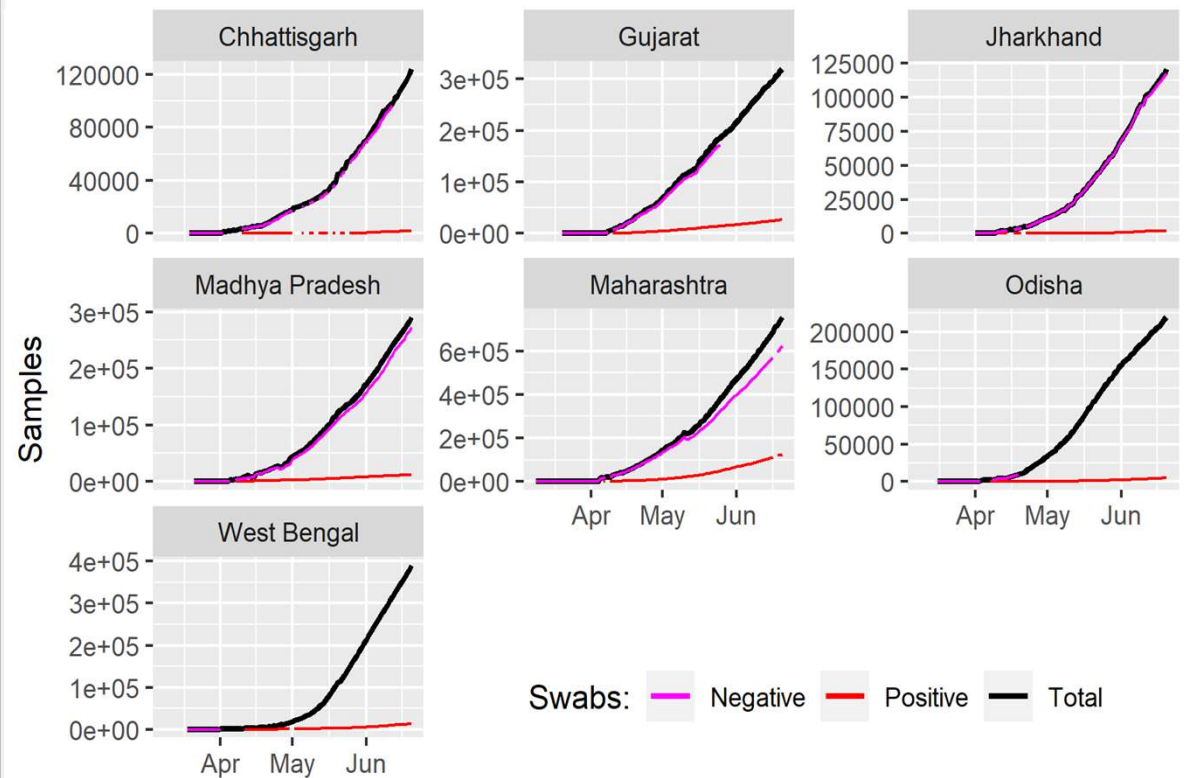 Chhattisgarh
Gujarat
Jharkhand
120000
80000
40000
0
3e+05
2e+05
1e+05
0e+00
125000
100000
75000
50000
25000
0
Madhya Pradesh
Maharashtra
Odisha
3e+05
2e+05
1e+05
0e+00
6e+05
4e+05
2e+05
0e+00
200000
150000
100000
50000
0
Apr May Jun
Apr May Jun
Samples
West Bengal
4e+05
3e+05
2e+05
1e+05
0e+00
Apr May Jun
Swabs: Negative Positive Total